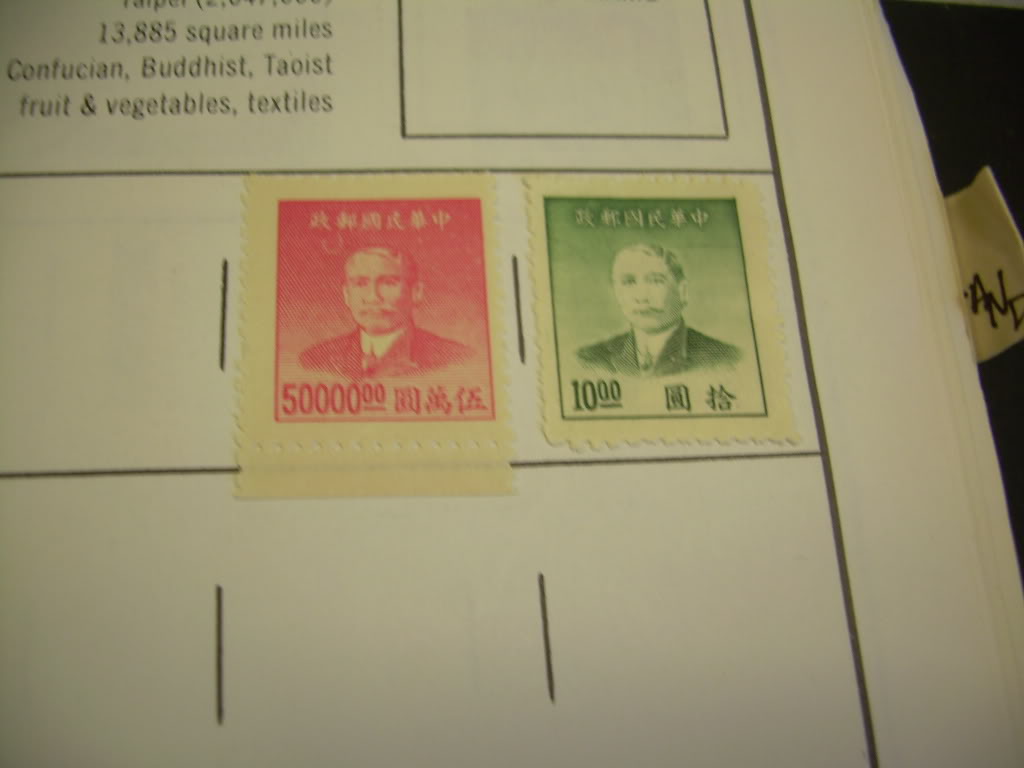 13,885 square miles
Confucian, Buddhist, Taoist
fruit & vegetables, textiles
政郵國民華中
50000.00 圓萬伍
政郵國民華中
10.00 圓 拾